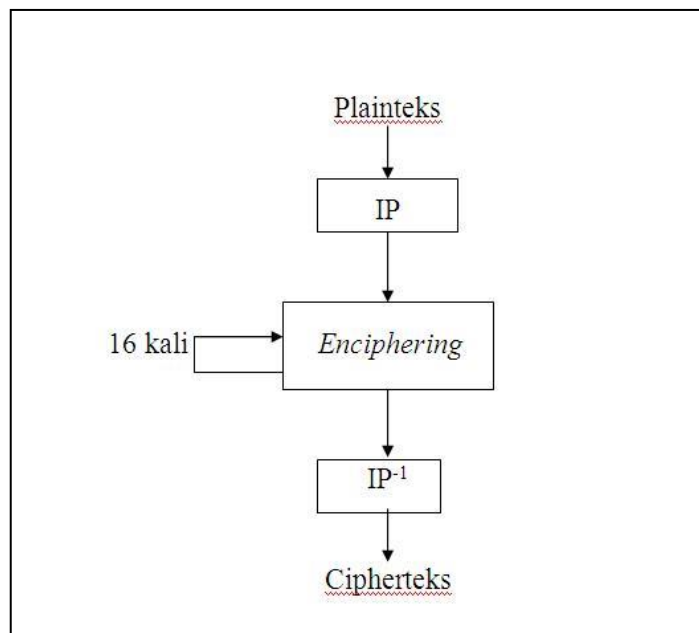 Plainteks
IP
16 kali
Enciphering
IP⁻¹
Cipherteks